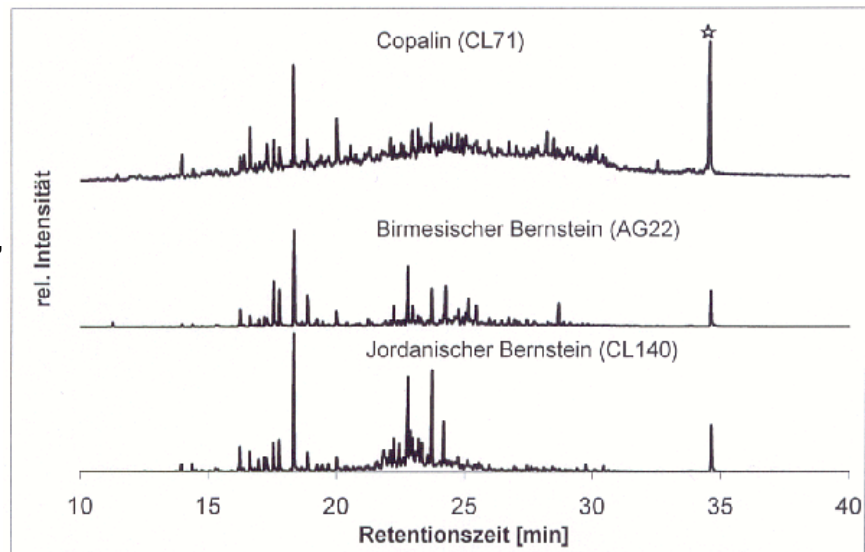 Copalin (CL71)
Birmesischer Bernstein (AG22)
Jordanischer Bernstein (CL140)
rel. Intensität
10 15 20 25 30 35 40
Retentionszeit [min]